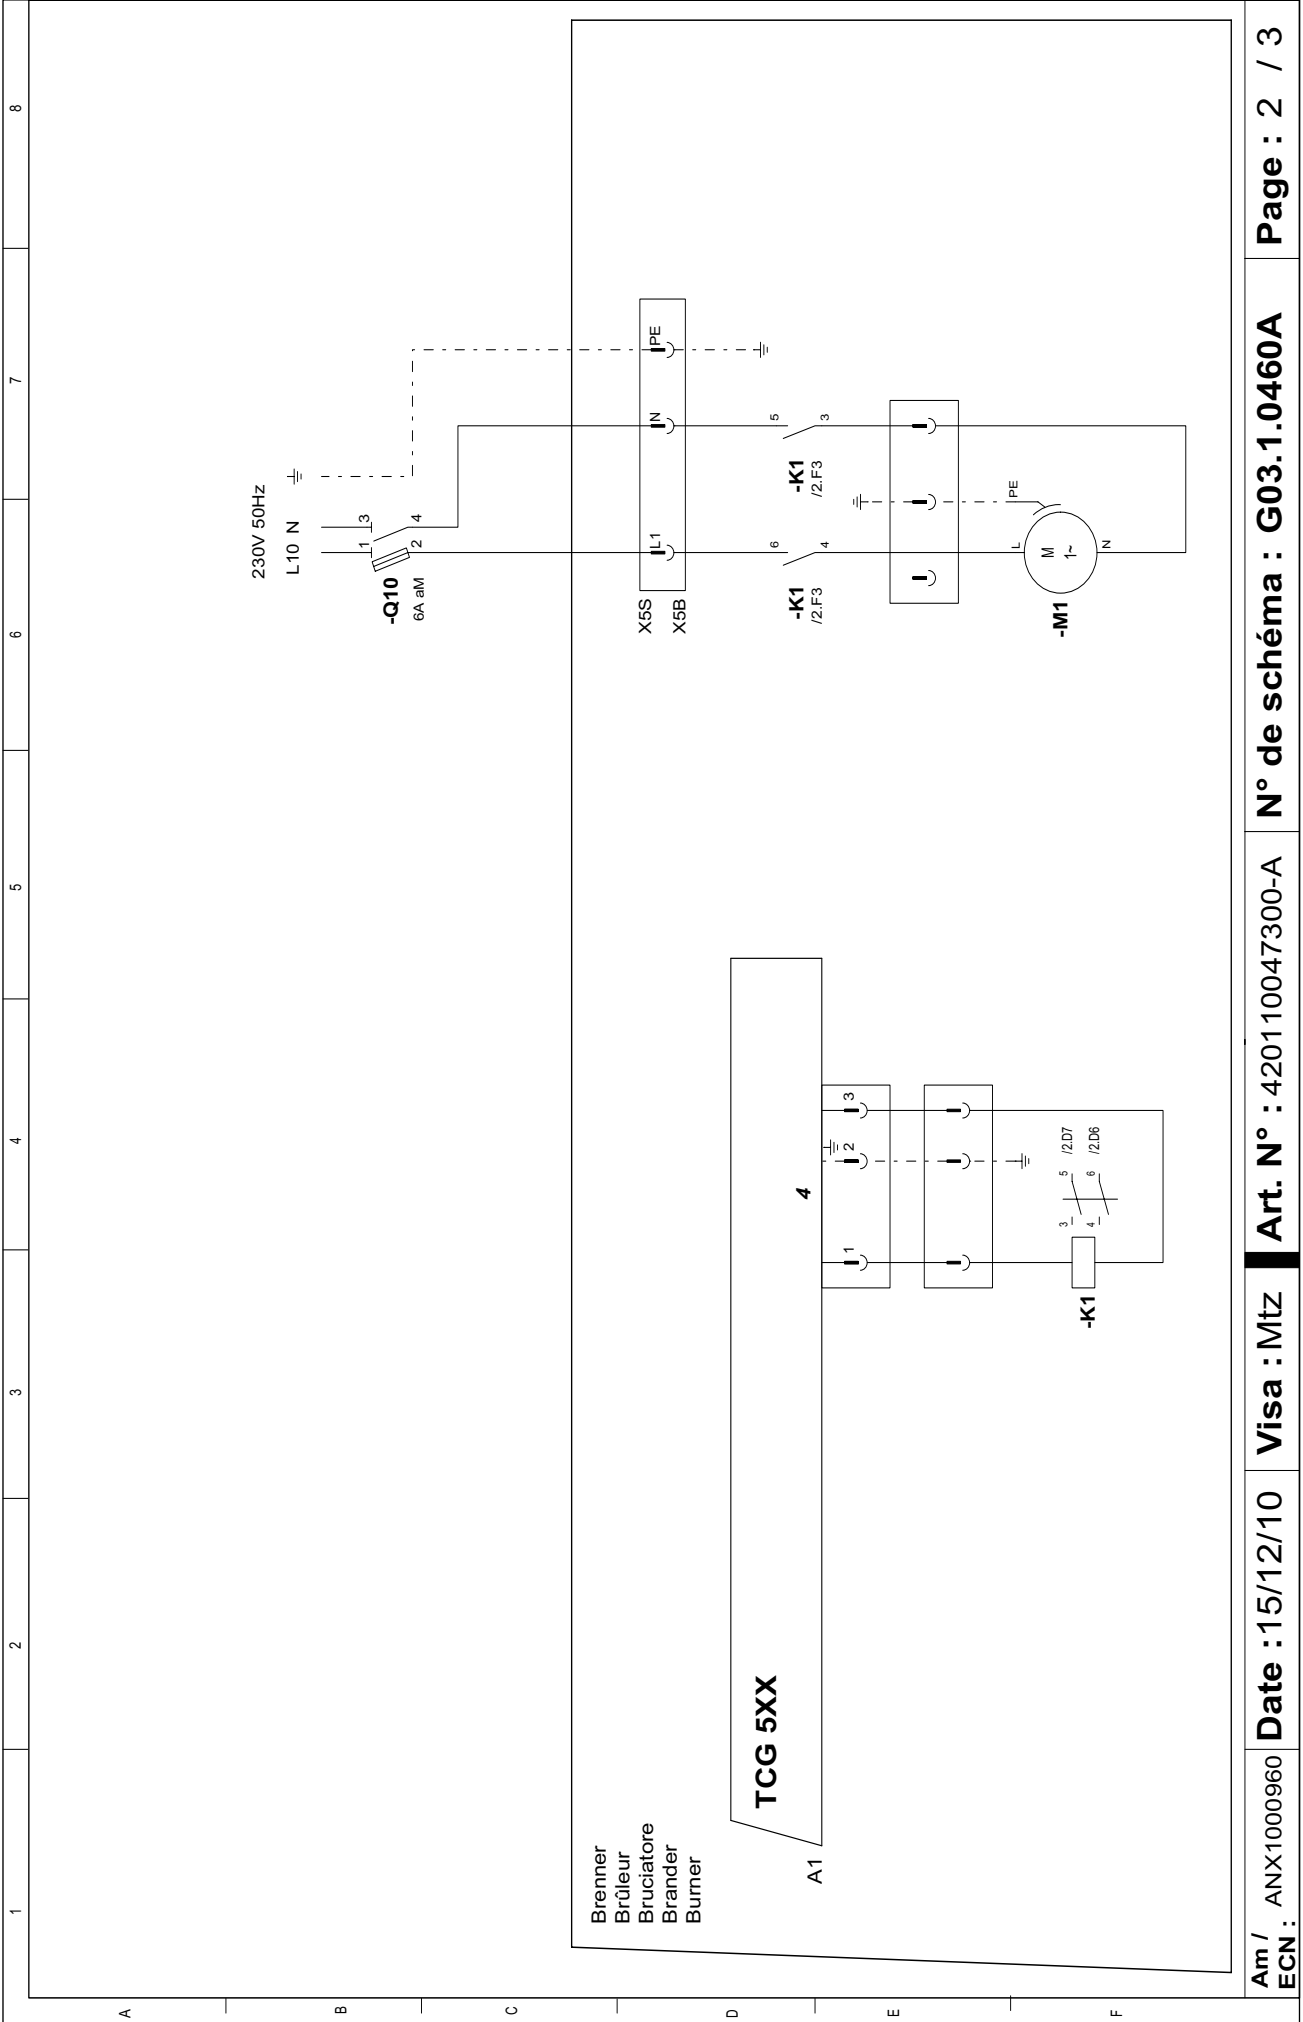 1 2 3 4 5 6 7 8
A
B
C
D
E
F
230V 50Hz
L10 N
1 3
-Q10
6A aM
2 4
Brenner
Brûleur
Bruciatore
Brander
Burner
X5S
X5B
L1 N PE
TCG 5XX
A1
4
1 2 3
-K1
/2.F3
6
4
-K1
/2.F3
5
3
-K1
3 5 /2.D7
4 6 /2.D6
L
PE
M
1~
N
-M1
Am /
ECN : ANX1000960
Date : 15/12/10
Visa : Mtz
Art. N° : 420110047300-A
N° de schéma : G03.1.0460A
Page : 2 / 3